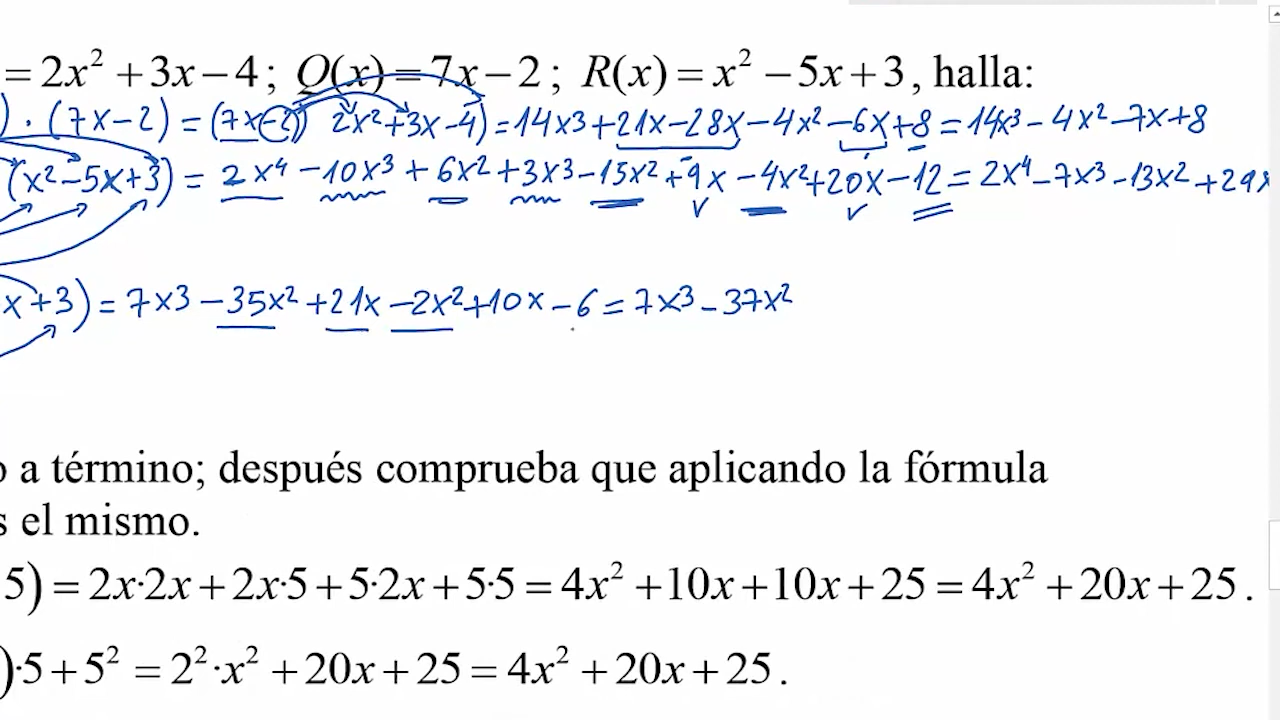 = 2x² + 3x − 4 ; Q(x) = 7x − 2 ; R(x) = x² − 5x + 3 , halla:
) · (7x−2) = (7x−2) 2x²+3x−4) = 14x3 + 21x − 28x − 4x² − 6x + 8 = 14x³ − 4x² − 7x + 8
(x²−5x+3) = 2x⁴ − 10x³ + 6x² + 3x³ − 15x² + 9x − 4x² + 20x − 12 = 2x⁴ − 7x³ − 13x² + 29x
x+3) = 7x3 − 35x² + 21x − 2x² + 10x − 6 = 7x³ − 37x²
o a término; después comprueba que aplicando la fórmula
s el mismo.
5) = 2x·2x + 2x·5 + 5·2x + 5·5 = 4x² + 10x + 10x + 25 = 4x² + 20x + 25 .
)·5 + 5² = 2²·x² + 20x + 25 = 4x² + 20x + 25 .